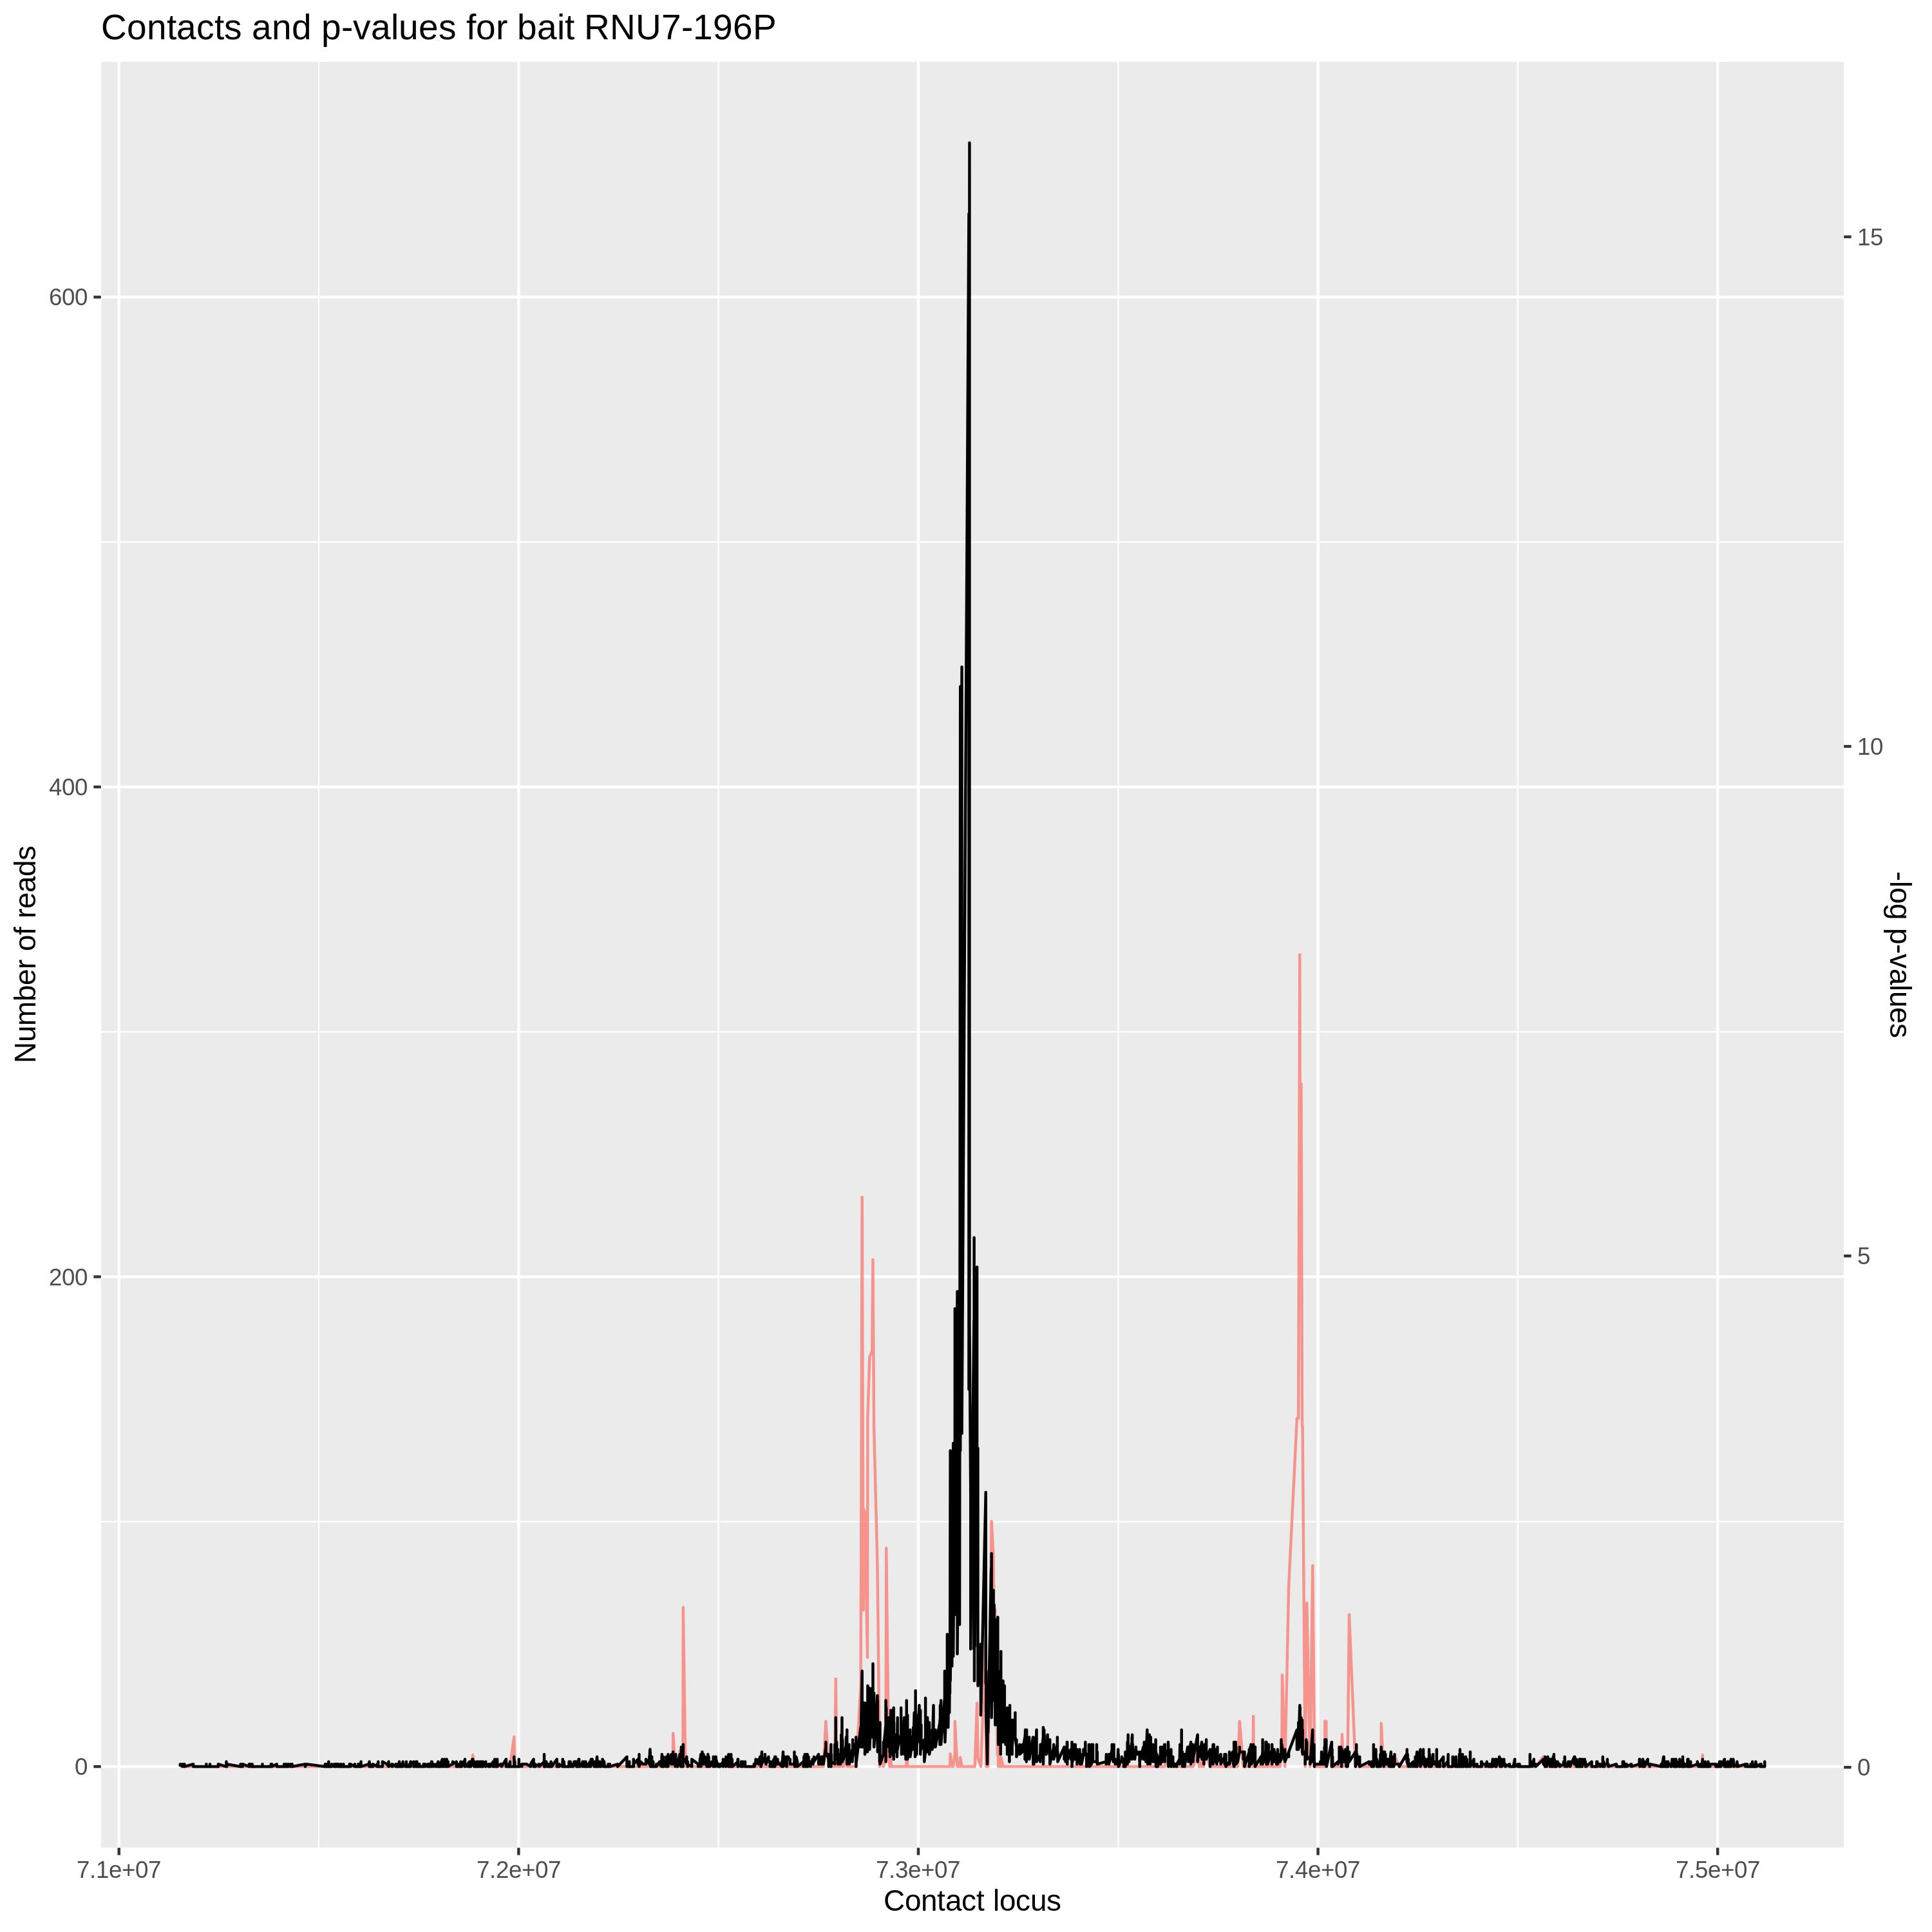 Contacts and p-values for bait RNU7-196P
600
400
200
0
Number of reads
15
10
5
0
-log p-values
7.1e+07
7.2e+07
7.3e+07
7.4e+07
7.5e+07
Contact locus